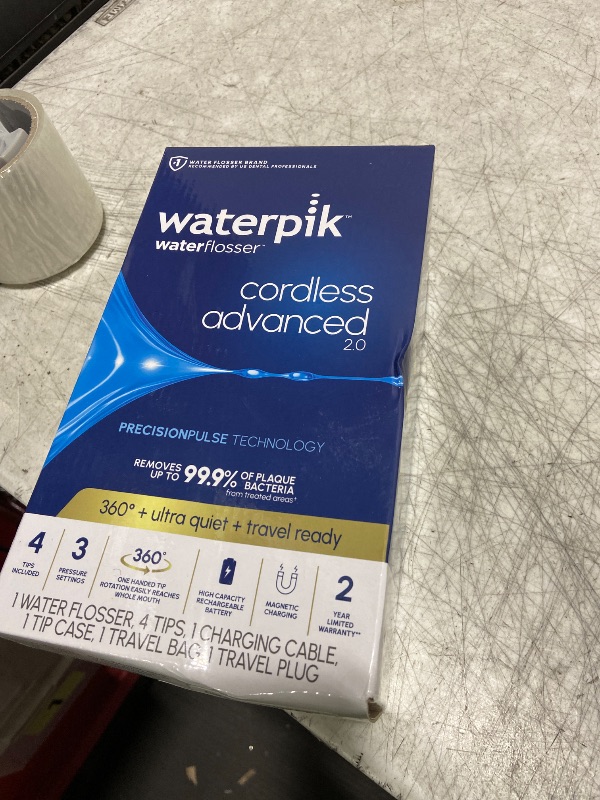 #1 WATER FLOSSER BRAND
RECOMMENDED BY US DENTAL PROFESSIONALS
waterpik™
waterflosser™
cordless
advanced
2.0
PRECISIONPULSE TECHNOLOGY
REMOVES
UP TO 99.9% OF PLAQUE
BACTERIA
from treated areas†
360° + ultra quiet + travel ready
4
TIPS
INCLUDED
3
PRESSURE
SETTINGS
360°
ONE HANDED TIP
ROTATION EASILY REACHES
WHOLE MOUTH
HIGH CAPACITY
RECHARGEABLE
BATTERY
MAGNETIC
CHARGING
2
YEAR
LIMITED
WARRANTY**
1 WATER FLOSSER, 4 TIPS, 1 CHARGING CABLE,
1 TIP CASE, 1 TRAVEL BAG, 1 TRAVEL PLUG